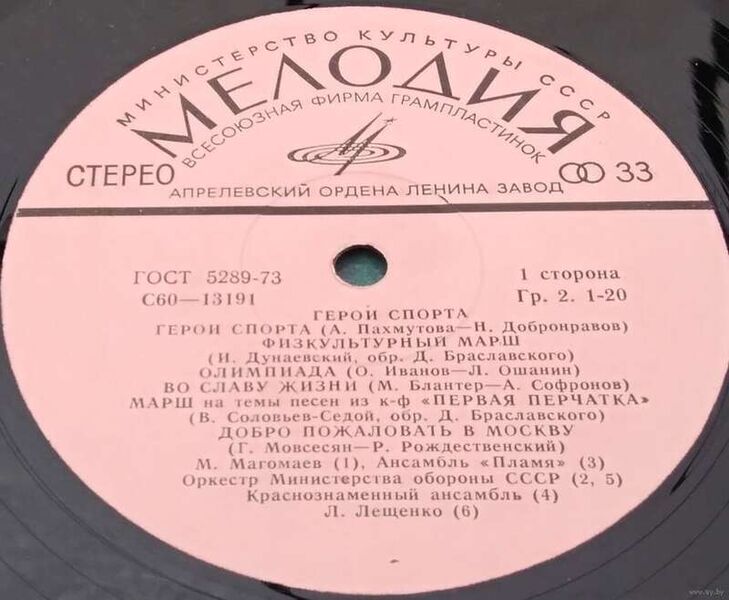 МИНИСТЕРСТВО КУЛЬТУРЫ СССР
МЕЛОДИЯ
ВСЕСОЮЗНАЯ ФИРМА ГРАМПЛАСТИНОК
СТЕРЕО 33
АПРЕЛЕВСКИЙ ОРДЕНА ЛЕНИНА ЗАВОД
ГОСТ 5289-73 1 сторона
С60—13191 Гр. 2. 1-20
ГЕРОИ СПОРТА
ГЕРОИ СПОРТА (А. Пахмутова—Н. Добронравов)
ФИЗКУЛЬТУРНЫЙ МАРШ
(И. Дунаевский, обр. Д. Браславского)
ОЛИМПИАДА (О. Иванов—Л. Ошанин)
ВО СЛАВУ ЖИЗНИ (М. Блантер—А. Софронов)
МАРШ на темы песен из к-ф «ПЕРВАЯ ПЕРЧАТКА»
(В. Соловьев-Седой, обр. Д. Браславского)
ДОБРО ПОЖАЛОВАТЬ В МОСКВУ
(Г. Мовсесян—Р. Рождественский)
М. Магомаев (1), Ансамбль «Пламя» (3)
Оркестр Министерства обороны СССР (2, 5)
Краснознаменный ансамбль (4)
Л. Лещенко (6)
www.ay.by